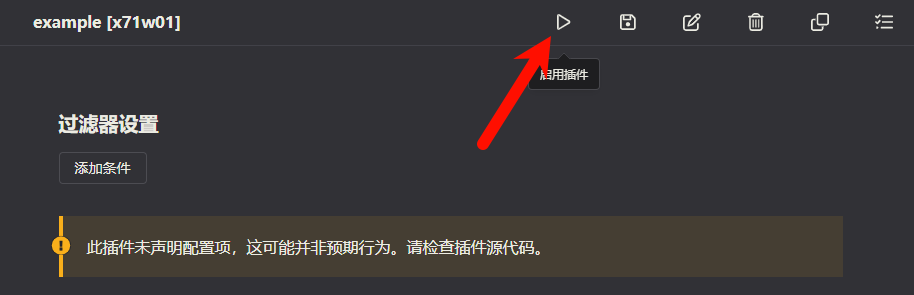 example [x71w01]
启用插件
过滤器设置
添加条件
此插件未声明配置项，这可能并非预期行为。请检查插件源代码。